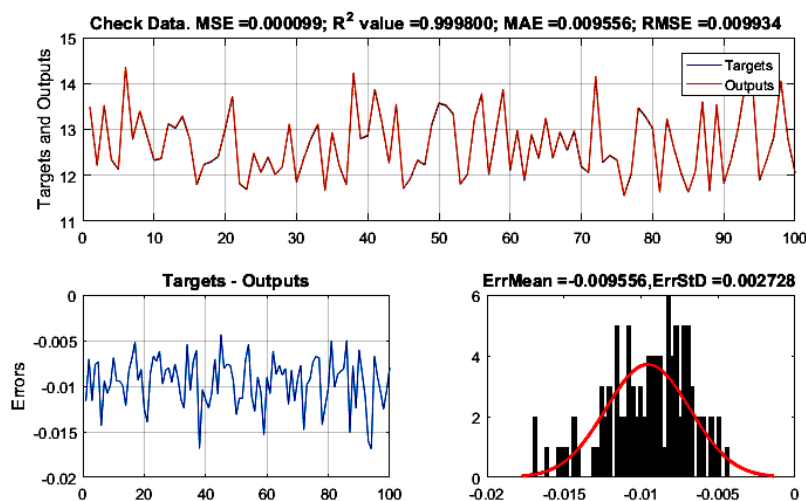 Check Data. MSE =0.000099; R² value =0.999800; MAE =0.009556; RMSE =0.009934
Targets and Outputs
15
14
13
12
11
Targets
Outputs
0 10 20 30 40 50 60 70 80 90 100
Targets - Outputs
Errors
0
-0.005
-0.01
-0.015
-0.02
0 20 40 60 80 100
ErrMean =-0.009556,ErrStD =0.002728
6
4
2
0
-0.02 -0.015 -0.01 -0.005 0